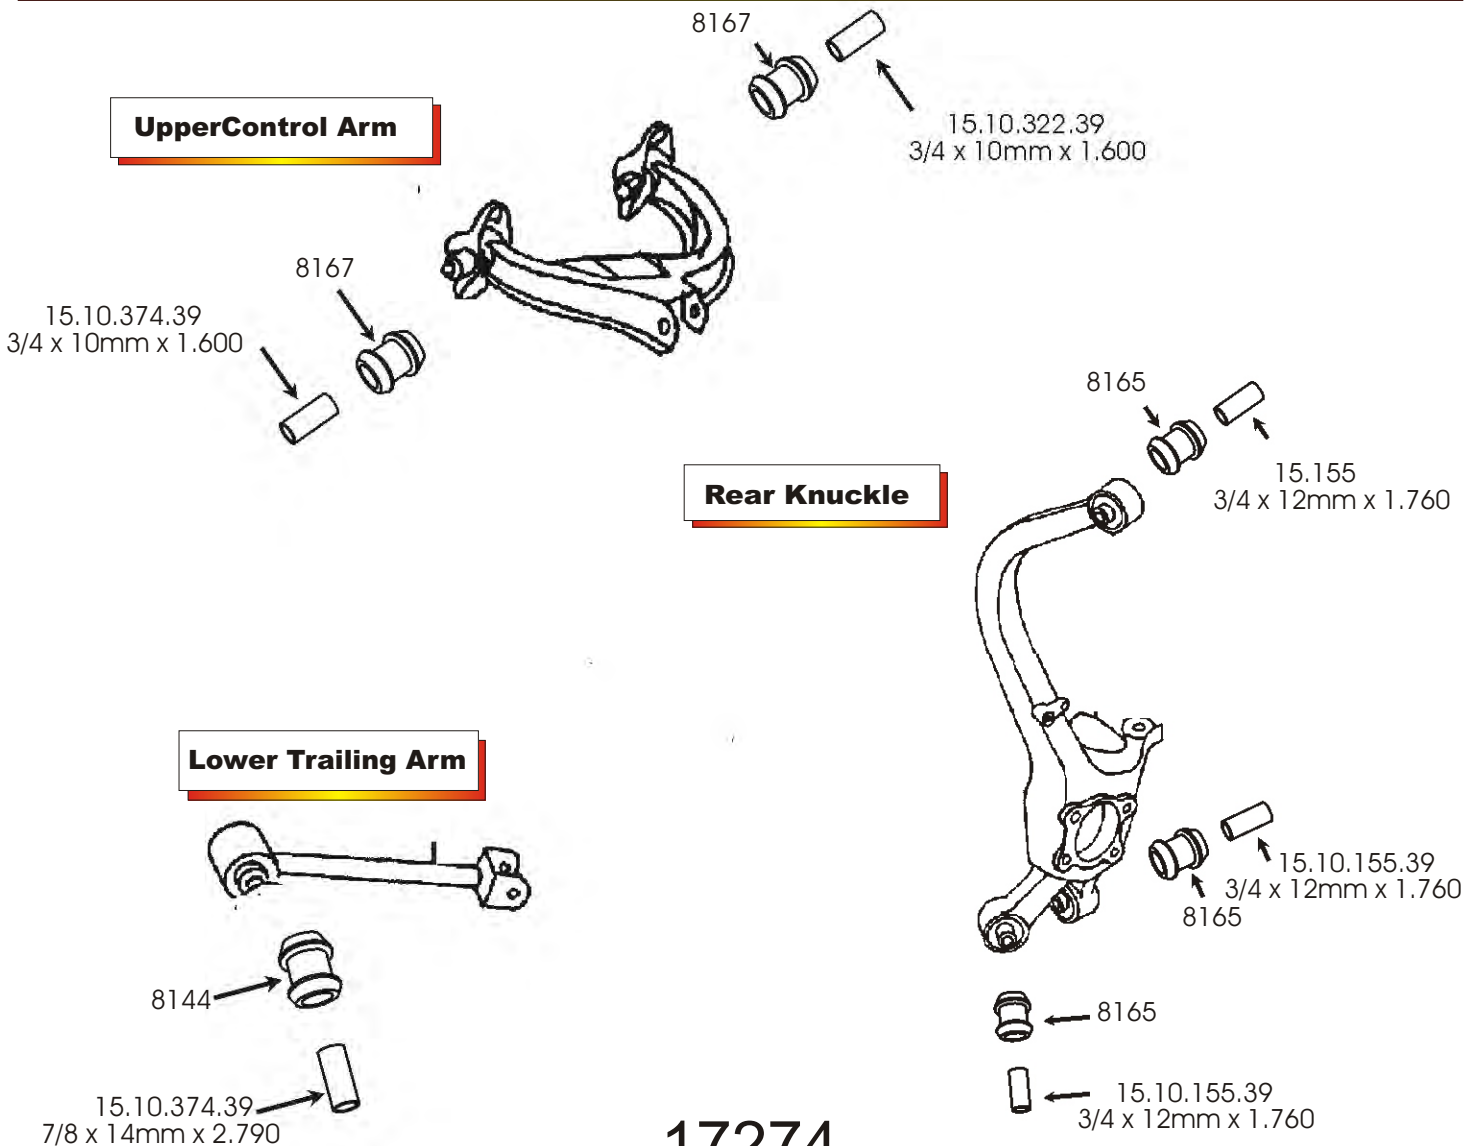 8167
15.10.322.39
3/4 x 10mm x 1.600
UpperControl Arm
8167
15.10.374.39
3/4 x 10mm x 1.600
8165
15.155
3/4 x 12mm x 1.760
Rear Knuckle
Lower Trailing Arm
15.10.155.39
3/4 x 12mm x 1.760
8165
8144
8165
15.10.374.39
7/8 x 14mm x 2.790
15.10.155.39
3/4 x 12mm x 1.760
17274